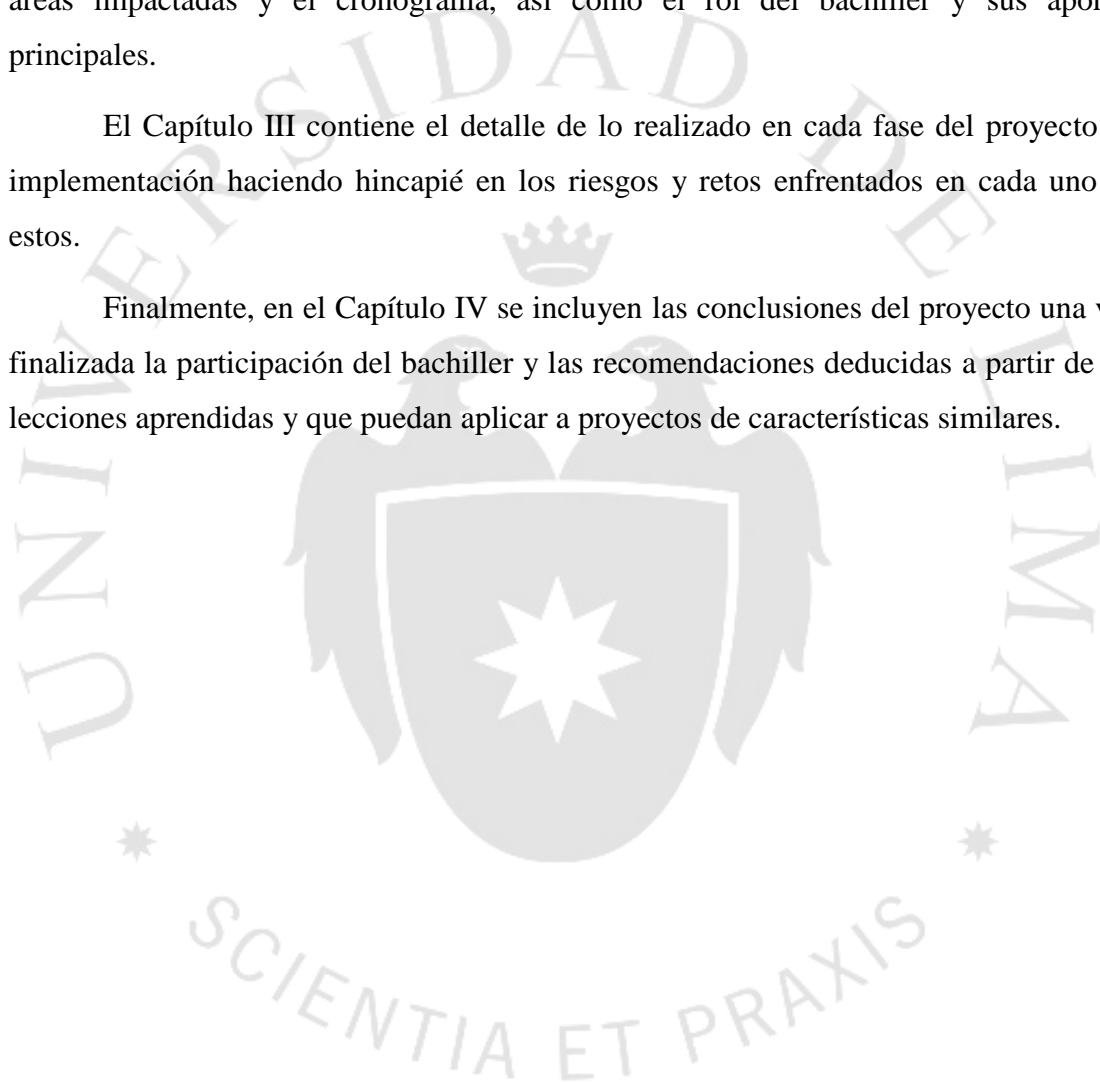 áreas impactadas y el cronograma, así como el rol del bachiller y sus apor
principales.
El Capítulo III contiene el detalle de lo realizado en cada fase del proyecto
implementación haciendo hincapié en los riesgos y retos enfrentados en cada uno
estos.
Finalmente, en el Capítulo IV se incluyen las conclusiones del proyecto una v
finalizada la participación del bachiller y las recomendaciones deducidas a partir de
lecciones aprendidas y que puedan aplicar a proyectos de características similares.
UNIVERSIDAD DE LIMA
SCIENTIA ET PRAXIS